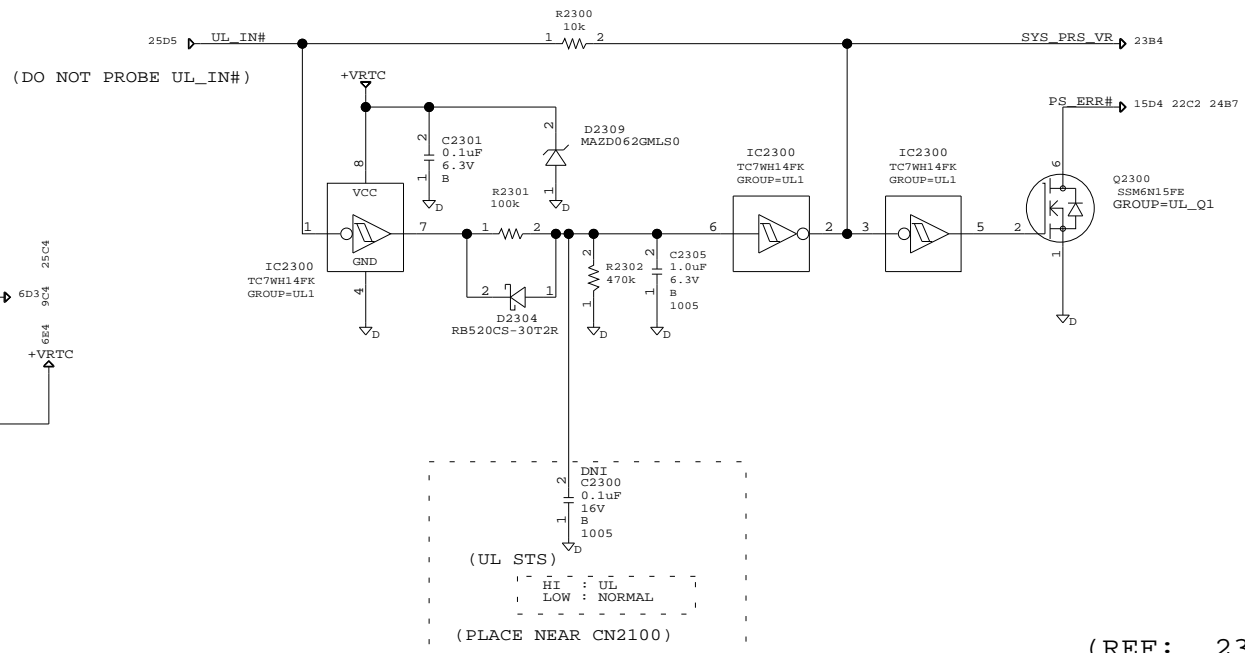 R2300
10k
25D5
UL_IN#
1
2
SYS_PRS_VR
23B4
(DO NOT PROBE UL_IN#)
+VRTC
PS_ERR#
15D4 22C2 24B7
2
C2301
0.1uF
6.3V
B
1
D
2
D2309
MAZD062GMLS0
1
D
8
VCC
1
7
GND
4
D
IC2300
TC7WH14FK
GROUP=UL1
R2301
100k
1
2
2
1
D2304
RB520CS-30T2R
2
R2302
470k
1
D
2
C2305
1.0uF
6.3V
B
1005
1
D
IC2300
TC7WH14FK
GROUP=UL1
6
2
IC2300
TC7WH14FK
GROUP=UL1
3
5
2
6
Q2300
SSM6N15FE
GROUP=UL_Q1
1
D
6D3
6E4 9C4 25C4
+VRTC
DNI
2
C2300
0.1uF
16V
B
1
1005
D
(UL STS)
HI : UL
LOW : NORMAL
(PLACE NEAR CN2100)
(REF: 23